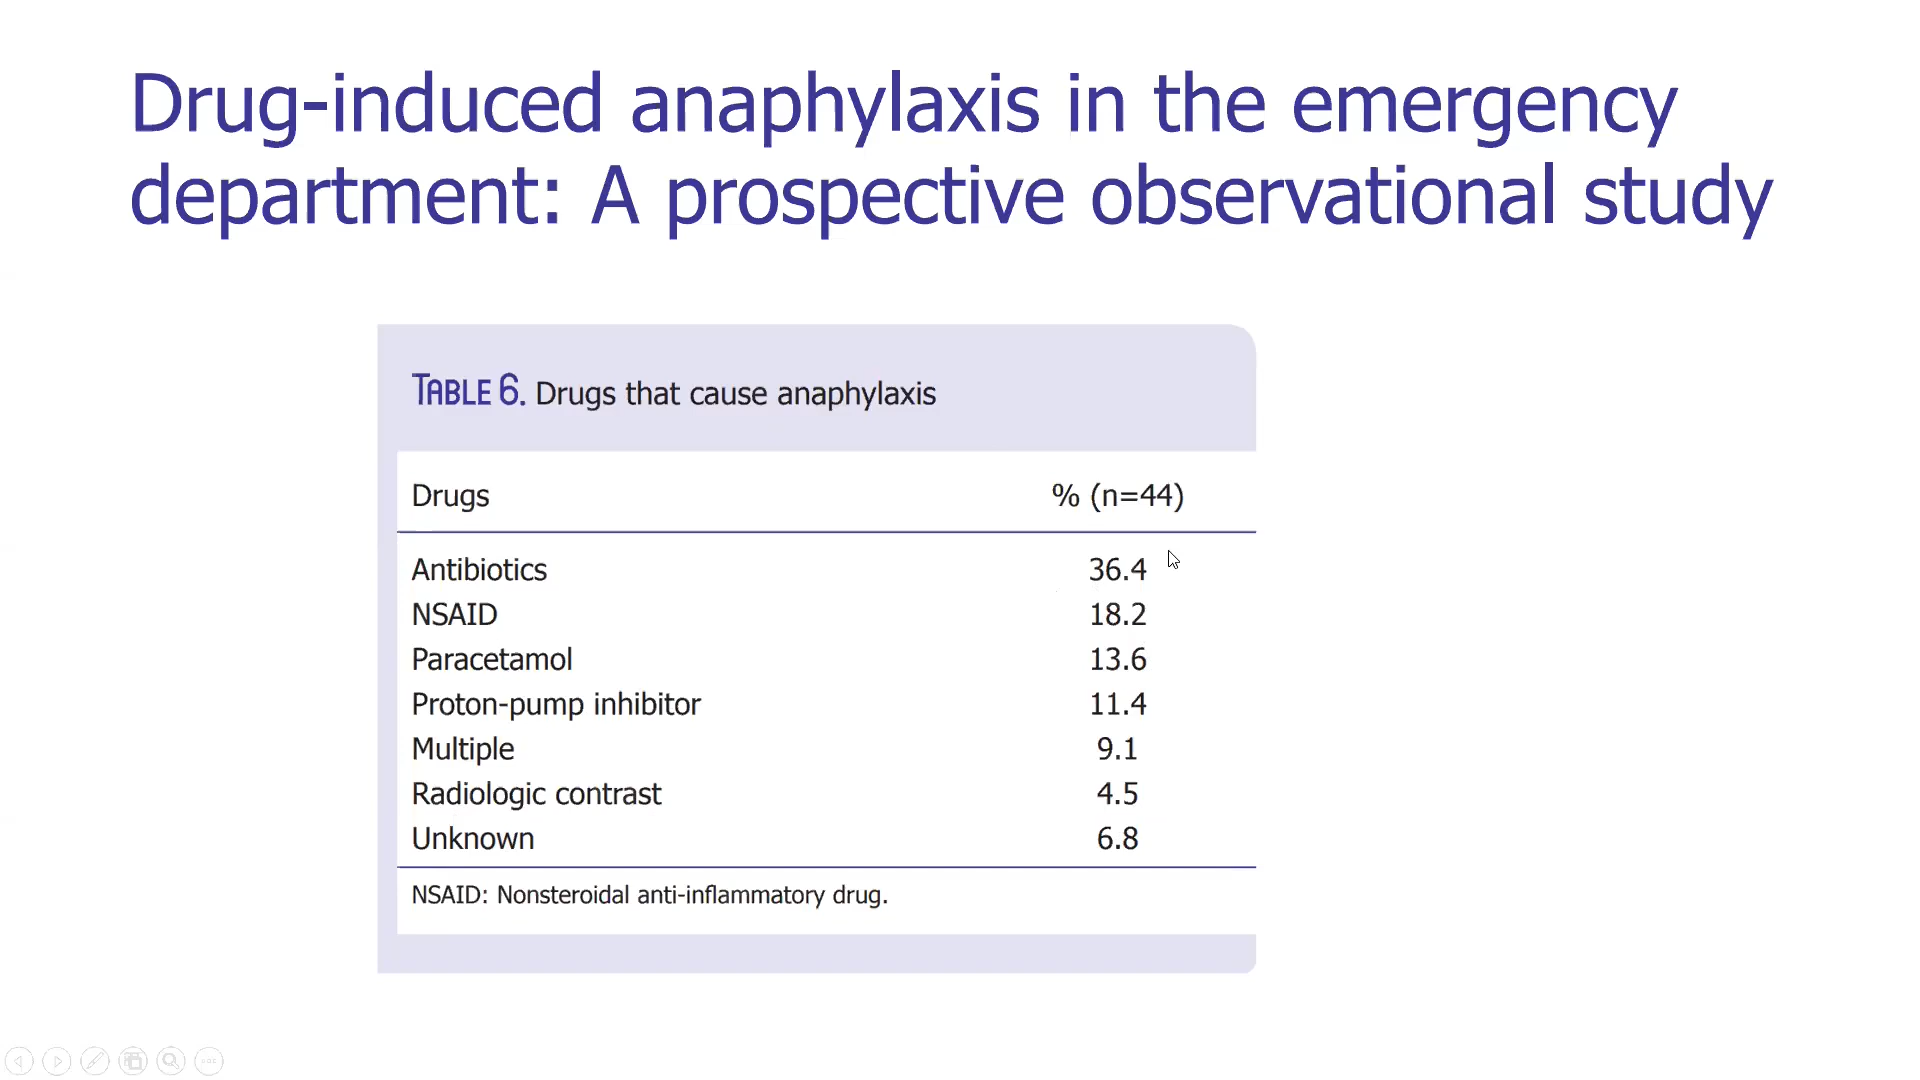 Drug-induced anaphylaxis in the emergency
department: A prospective observational study
TABLE 6. Drugs that cause anaphylaxis
Drugs % (n=44)
Antibiotics 36.4
NSAID 18.2
Paracetamol 13.6
Proton-pump inhibitor 11.4
Multiple 9.1
Radiologic contrast 4.5
Unknown 6.8
NSAID: Nonsteroidal anti-inflammatory drug.